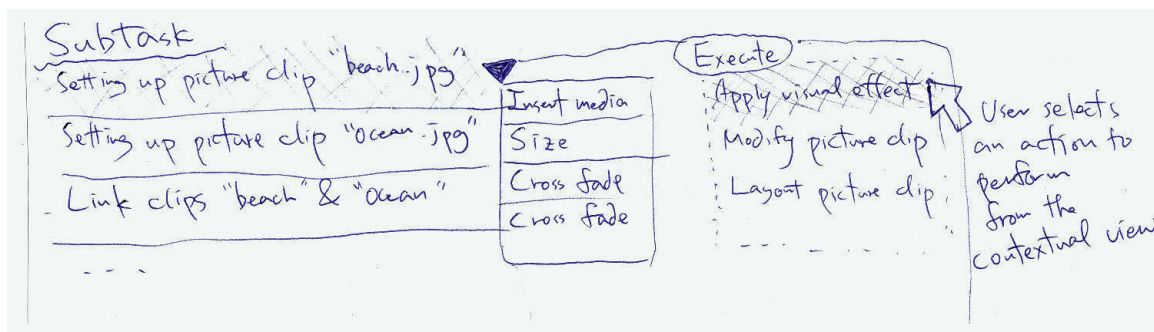 Subtask
Setting up picture clip "beach.jpg"
Setting up picture clip "ocean.jpg"
Link clips "beach" & "ocean"
Insert media
Size
Cross fade
Cross fade
Execute
Apply visual effect
Modify picture clip
Layout picture clip
User selects
an action to
perform
from the
contextual view